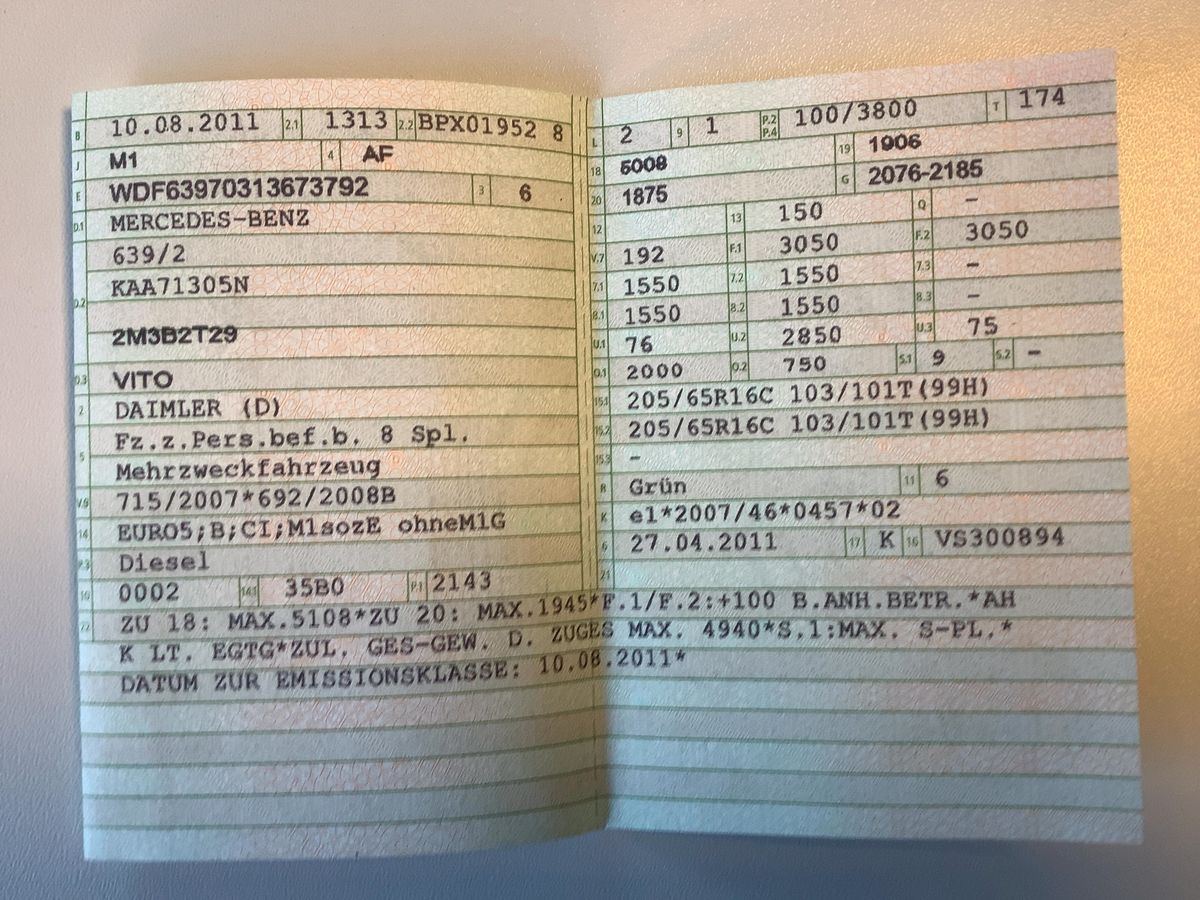 B 10.08.2011 2.1 1313 2.2 BPX01952 8
J M1 4 AF
E WDF63970313673792 3 6
D.1 MERCEDES-BENZ
639/2
D.2 KAA71305N
2M3B2T29
D.3 VITO
2 DAIMLER (D)
Fz.z.Pers.bef.b. 8 Spl.
5 Mehrzweckfahrzeug
V.9 715/2007*692/2008B
14 EURO5;B;CI;M1sozE ohneM1G
P.3 Diesel
10 0002 14.1 35B0 P.1 2143
L 2 9 1 P.2 P.4 100/3800 T 174
18 5008 19 1906
20 1875 G 2076-2185
12 13 150 Q -
V.7 192 F.1 3050 F.2 3050
7.1 1550 7.2 1550 7.3 -
8.1 1550 8.2 1550 8.3 -
U.1 76 U.2 2850 U.3 75
O.1 2000 O.2 750 S.1 9 S.2 -
15.1 205/65R16C 103/101T(99H)
15.2 205/65R16C 103/101T(99H)
15.3 -
R Grün 11 6
K e1*2007/46*0457*02
6 27.04.2011 17 K 16 VS300894
21
22 ZU 18: MAX.5108*ZU 20: MAX.1945*F.1/F.2:+100 B.ANH.BETR.*AH
K LT. EGTG*ZUL. GES-GEW. D. ZUGES MAX. 4940*S.1:MAX. S-PL.*
DATUM ZUR EMISSIONSKLASSE: 10.08.2011*